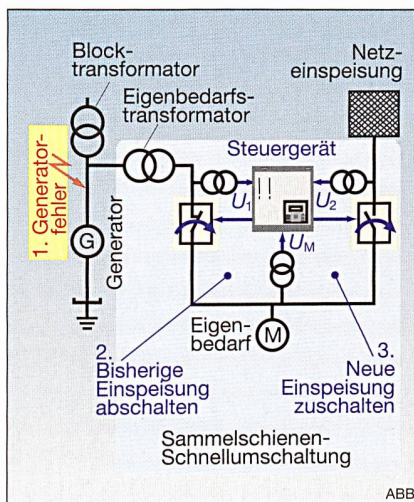 Block-
transformator
Eigenbedarfs-
transformator
Netz-
einspeisung
Steuergerät
U1
U2
UM
1. Generator-
fehler
G
Generator
Eigen-
bedarf
M
2.
Bisherige
Einspeisung
abschalten
3.
Neue
Einspeisung
zuschalten
Sammelschienen-
Schnellumschaltung
ABB